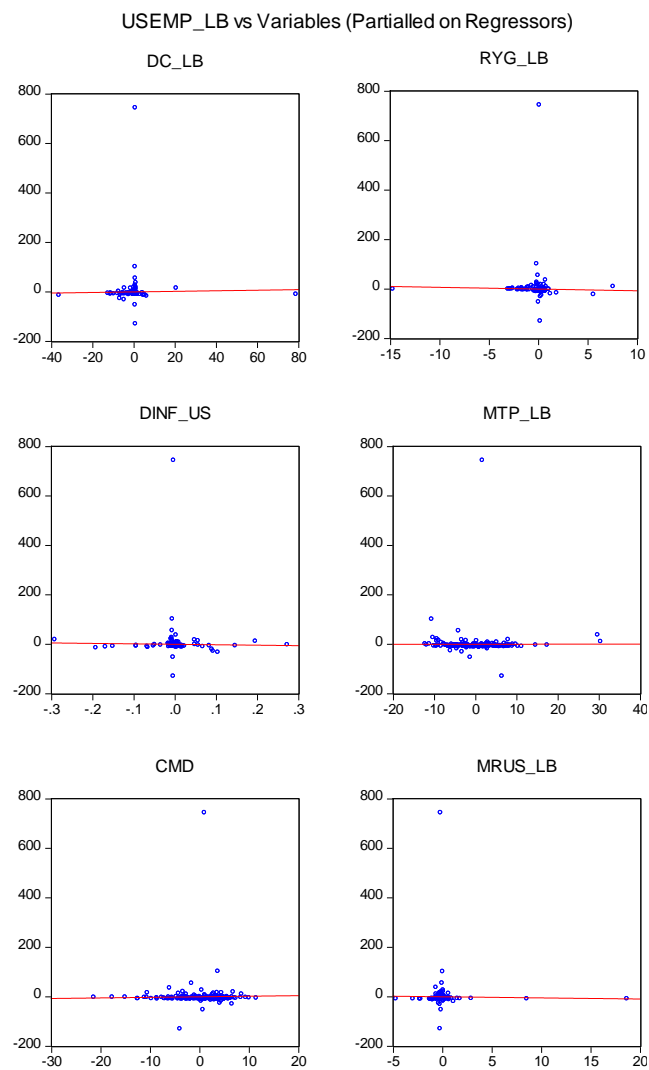 USEMP_LB vs Variables (Partialled on Regressors)
DC_LB
800
600
400
200
0
-200
-40 -20 0 20 40 60 80
RYG_LB
800
600
400
200
0
-200
-15 -10 -5 0 5 10
DINF_US
800
600
400
200
0
-200
-.3 -.2 -.1 .0 .1 .2 .3
MTP_LB
800
600
400
200
0
-200
-20 -10 0 10 20 30 40
CMD
800
600
400
200
0
-200
-30 -20 -10 0 10 20
MRUS_LB
800
600
400
200
0
-200
-5 0 5 10 15 20